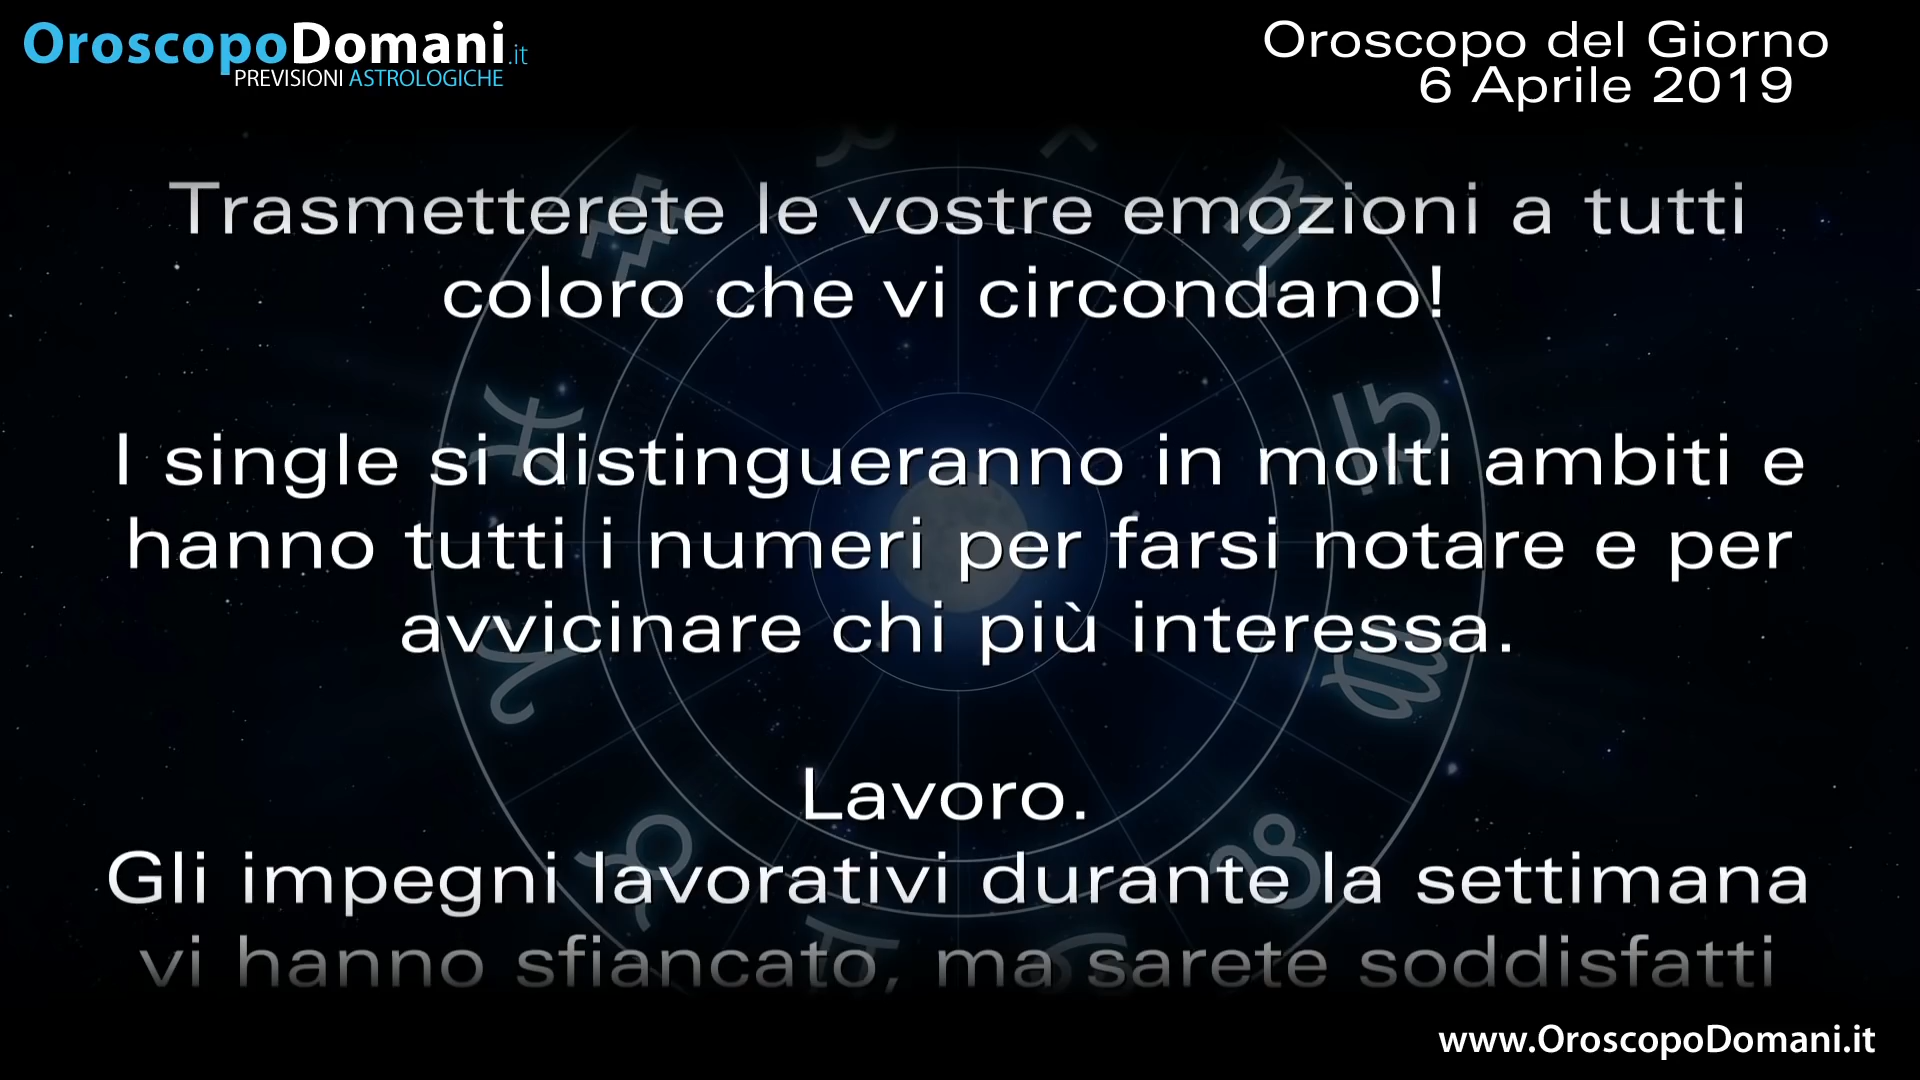 OroscopoDomani.it
PREVISIONI ASTROLOGICHE
Oroscopo del Giorno
6 Aprile 2019
Trasmetterete le vostre emozioni a tutti
coloro che vi circondano!
I single si distingueranno in molti ambiti e
hanno tutti i numeri per farsi notare e per
avvicinare chi più interessa.
Lavoro.
Gli impegni lavorativi durante la settimana
vi hanno sfiancato, ma sarete soddisfatti
www.OroscopoDomani.it